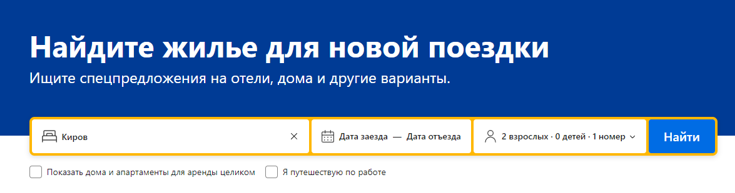 Найдите жилье для новой поездки
Ищите спецпредложения на отели, дома и другие варианты.
Киров
Дата заезда — Дата отъезда
2 взрослых · 0 детей · 1 номер
Найти
Показать дома и апартаменты для аренды целиком
Я путешествую по работе